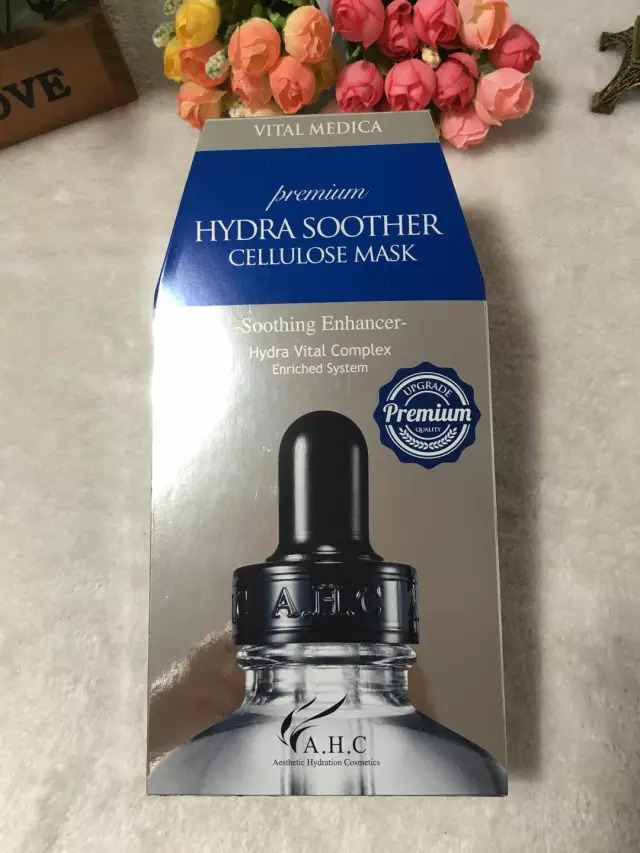 OVE
VITAL MEDICA
premium
HYDRA SOOTHER
CELLULOSE MASK
-Soothing Enhancer-
Hydra Vital Complex
Enriched System
UPGRADE
Premium
QUALITY
C A.H.C A
A.H.C
Aesthetic Hydration Cosmetics